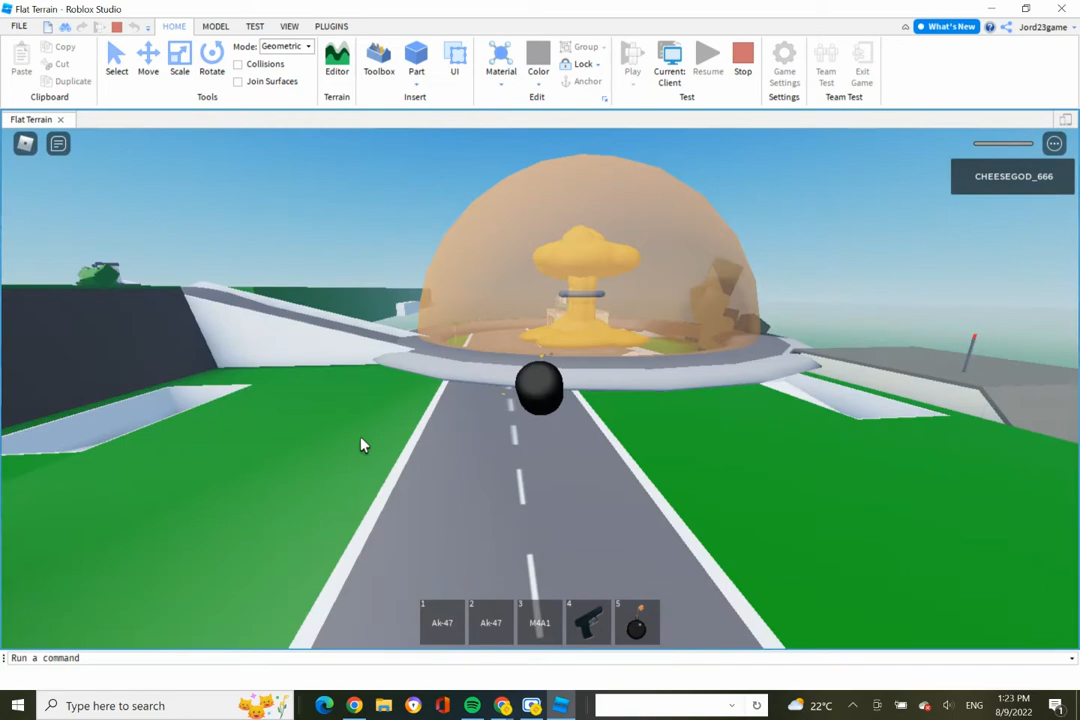 Flat Terrain - Roblox Studio
FILE HOME MODEL TEST VIEW PLUGINS What's New Jord23game
Paste Copy Cut Duplicate Select Move Scale Rotate Mode: Geometric Collisions Join Surfaces Editor Toolbox Part UI Material Color Group Lock Anchor Play Current: Client Resume Stop Game Settings Team Test Exit Game
Clipboard Tools Terrain Insert Edit Test Settings Team Test
Flat Terrain
CHEESEGOD_666
1 2 3 4 5
Ak-47 Ak-47 M4A1
Run a command
Type here to search 22°C ENG 1:23 PM 8/9/2022 1